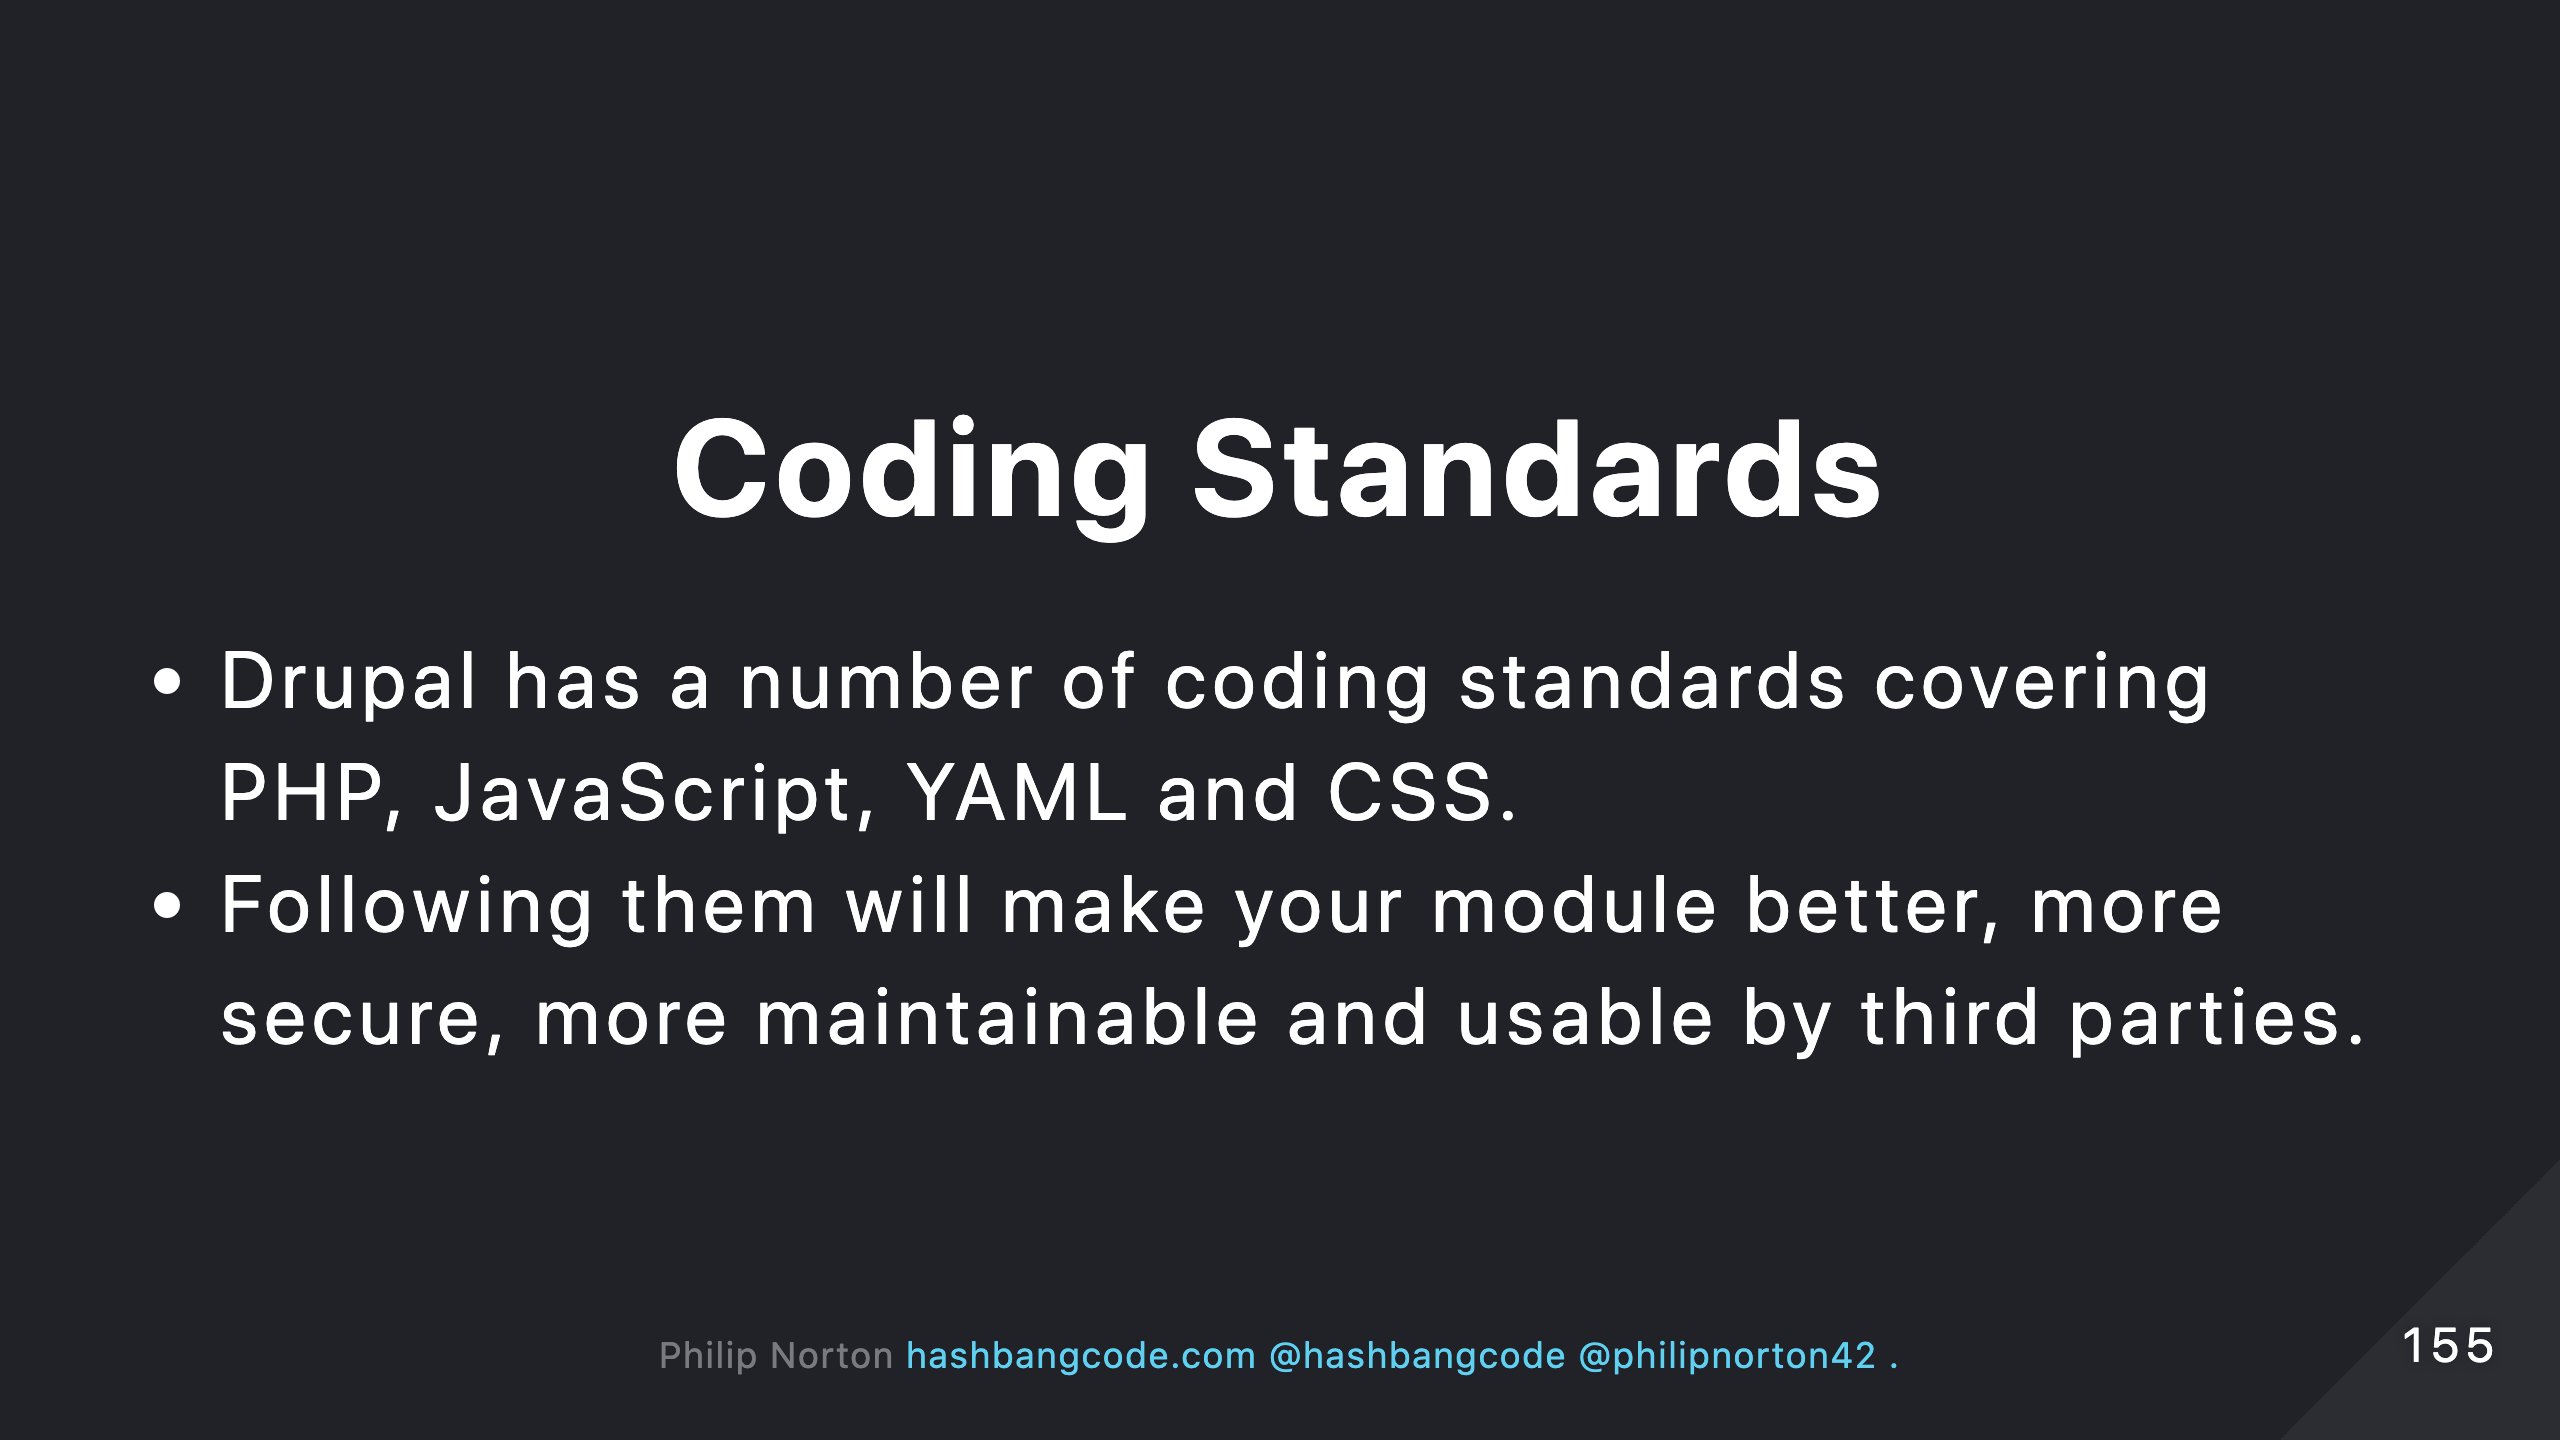 Coding Standards
• Drupal has a number of coding standards covering
PHP, JavaScript, YAML and CSS.
• Following them will make your module better, more
secure, more maintainable and usable by third parties.
Philip Norton hashbangcode.com @hashbangcode @philipnorton42 .
155